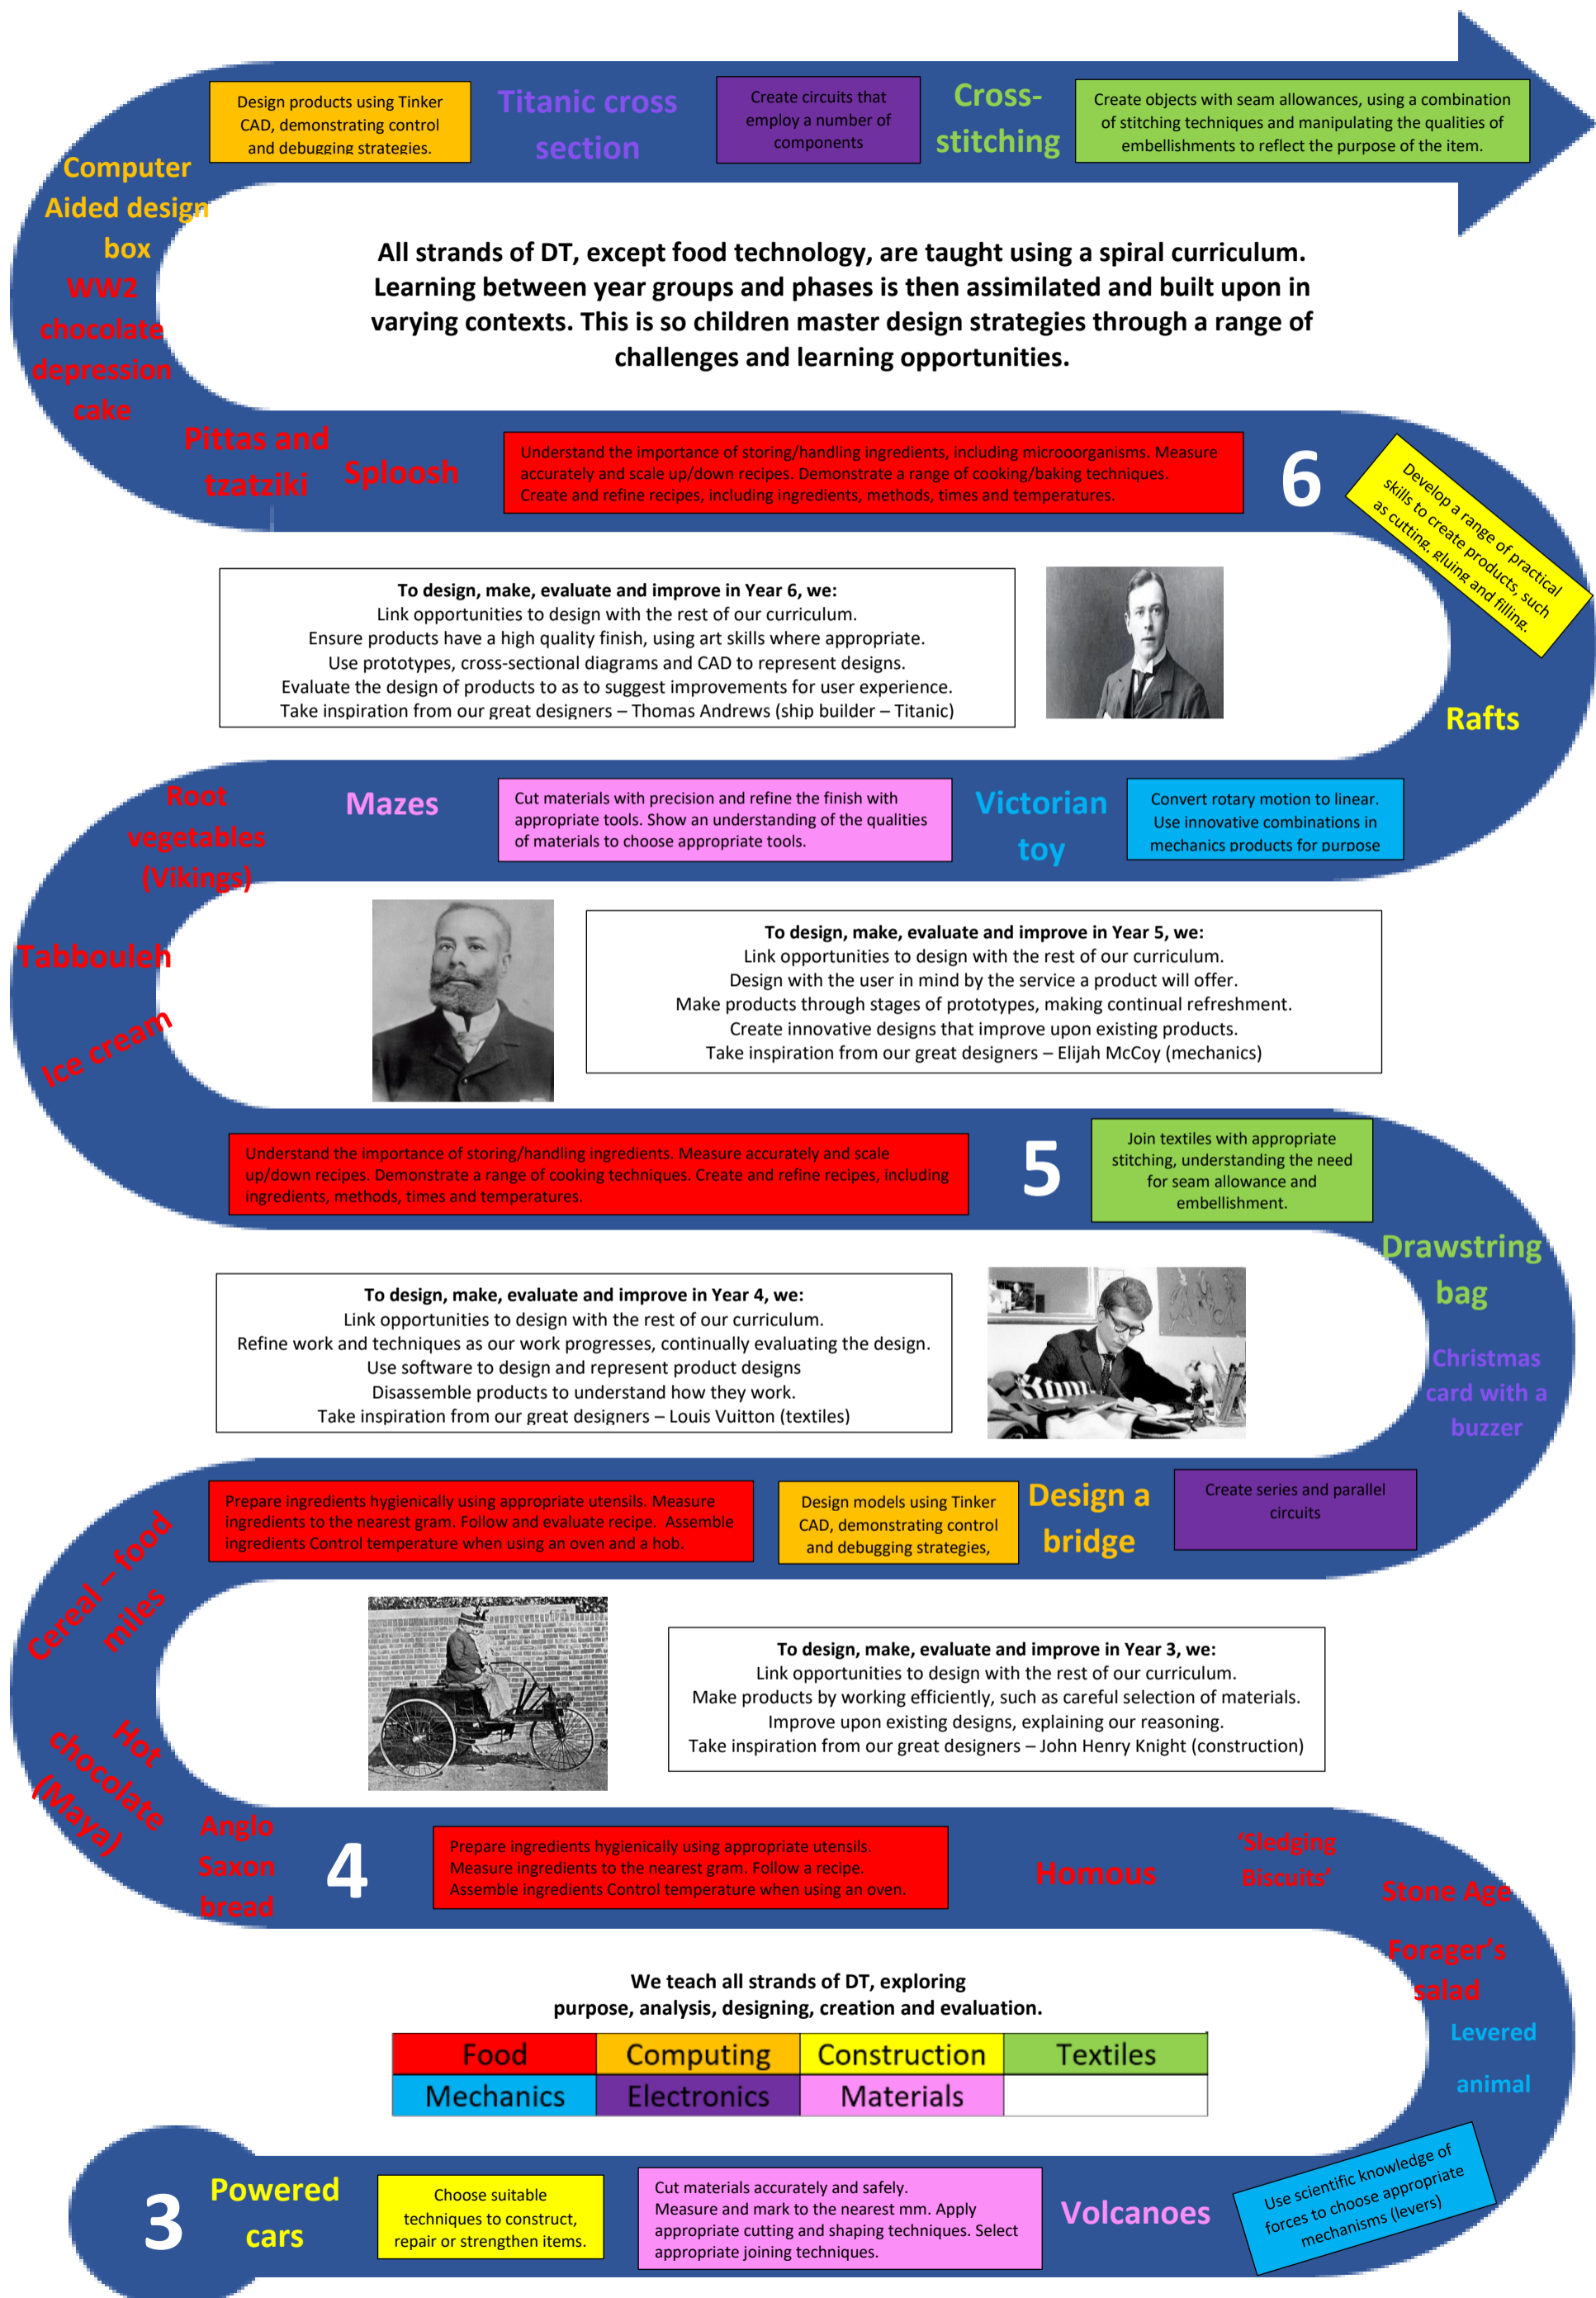 Design products using Tinker
CAD, demonstrating control
and debugging strategies.
Titanic cross
section
Create circuits that
employ a number of
components
Cross-
stitching
Create objects with seam allowances, using a combination
of stitching techniques and manipulating the qualities of
embellishments to reflect the purpose of the item.
Computer
Aided design
box
WW2
chocolate
depression
cake
All strands of DT, except food technology, are taught using a spiral curriculum.
Learning between year groups and phases is then assimilated and built upon in
varying contexts. This is so children master design strategies through a range of
challenges and learning opportunities.
Pittas and
tzatziki
Sploosh
Understand the importance of storing/handling ingredients, including microoorganisms. Measure
accurately and scale up/down recipes. Demonstrate a range of cooking/baking techniques.
Create and refine recipes, including ingredients, methods, times and temperatures.
6
Develop a range of practical
skills to create products, such
as cutting, gluing and filling.
Rafts
To design, make, evaluate and improve in Year 6, we:
Link opportunities to design with the rest of our curriculum.
Ensure products have a high quality finish, using art skills where appropriate.
Use prototypes, cross-sectional diagrams and CAD to represent designs.
Evaluate the design of products to as to suggest improvements for user experience.
Take inspiration from our great designers – Thomas Andrews (ship builder – Titanic)
Root
vegetables
(Vikings)
Mazes
Cut materials with precision and refine the finish with
appropriate tools. Show an understanding of the qualities
of materials to choose appropriate tools.
Victorian
toy
Convert rotary motion to linear.
Use innovative combinations in
mechanics products for purpose
Tabbouleh
Ice cream
To design, make, evaluate and improve in Year 5, we:
Link opportunities to design with the rest of our curriculum.
Design with the user in mind by the service a product will offer.
Make products through stages of prototypes, making continual refreshment.
Create innovative designs that improve upon existing products.
Take inspiration from our great designers – Elijah McCoy (mechanics)
Understand the importance of storing/handling ingredients. Measure accurately and scale
up/down recipes. Demonstrate a range of cooking techniques. Create and refine recipes, including
ingredients, methods, times and temperatures.
5
Join textiles with appropriate
stitching, understanding the need
for seam allowance and
embellishment.
Drawstring
bag
Christmas
card with a
buzzer
To design, make, evaluate and improve in Year 4, we:
Link opportunities to design with the rest of our curriculum.
Refine work and techniques as our work progresses, continually evaluating the design.
Use software to design and represent product designs
Disassemble products to understand how they work.
Take inspiration from our great designers – Louis Vuitton (textiles)
Cereal – food
miles
Prepare ingredients hygienically using appropriate utensils. Measure
ingredients to the nearest gram. Follow and evaluate recipe. Assemble
ingredients Control temperature when using an oven and a hob.
Design models using Tinker
CAD, demonstrating control
and debugging strategies,
Design a
bridge
Create series and parallel
circuits
To design, make, evaluate and improve in Year 3, we:
Link opportunities to design with the rest of our curriculum.
Make products by working efficiently, such as careful selection of materials.
Improve upon existing designs, explaining our reasoning.
Take inspiration from our great designers – John Henry Knight (construction)
Hot
chocolate
(Maya)
Anglo
Saxon
bread
4
Prepare ingredients hygienically using appropriate utensils.
Measure ingredients to the nearest gram. Follow a recipe.
Assemble ingredients Control temperature when using an oven.
Homous
'Sledging
Biscuits'
Stone Age
Forager's
salad
Levered
animal
We teach all strands of DT, exploring
purpose, analysis, designing, creation and evaluation.
Food Computing Construction Textiles
Mechanics Electronics Materials
3
Powered
cars
Choose suitable
techniques to construct,
repair or strengthen items.
Cut materials accurately and safely.
Measure and mark to the nearest mm. Apply
appropriate cutting and shaping techniques. Select
appropriate joining techniques.
Volcanoes
Use scientific knowledge of
forces to choose appropriate
mechanisms (levers)